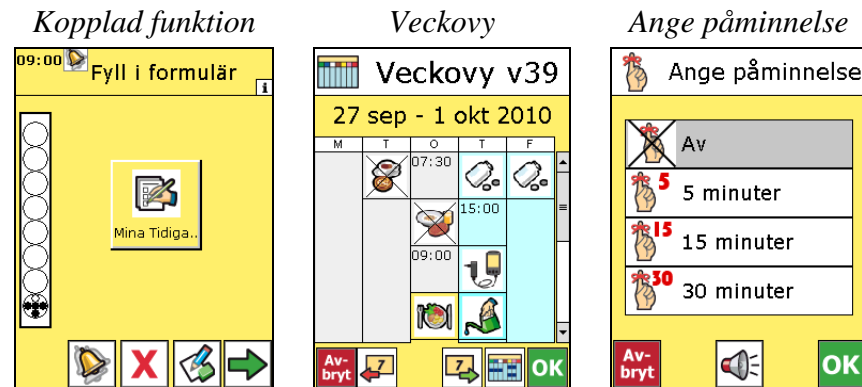 Kopplad funktion
09:00
Fyll i formulär
i
Mina Tidiga..
X
Veckovy
Veckovy v39
27 sep - 1 okt 2010
M T O T F
07:30
15:00
09:00
Av-
bryt
7
7
OK
Ange påminnelse
Ange påminnelse
Av
5 5 minuter
15 15 minuter
30 30 minuter
Av-
bryt
OK